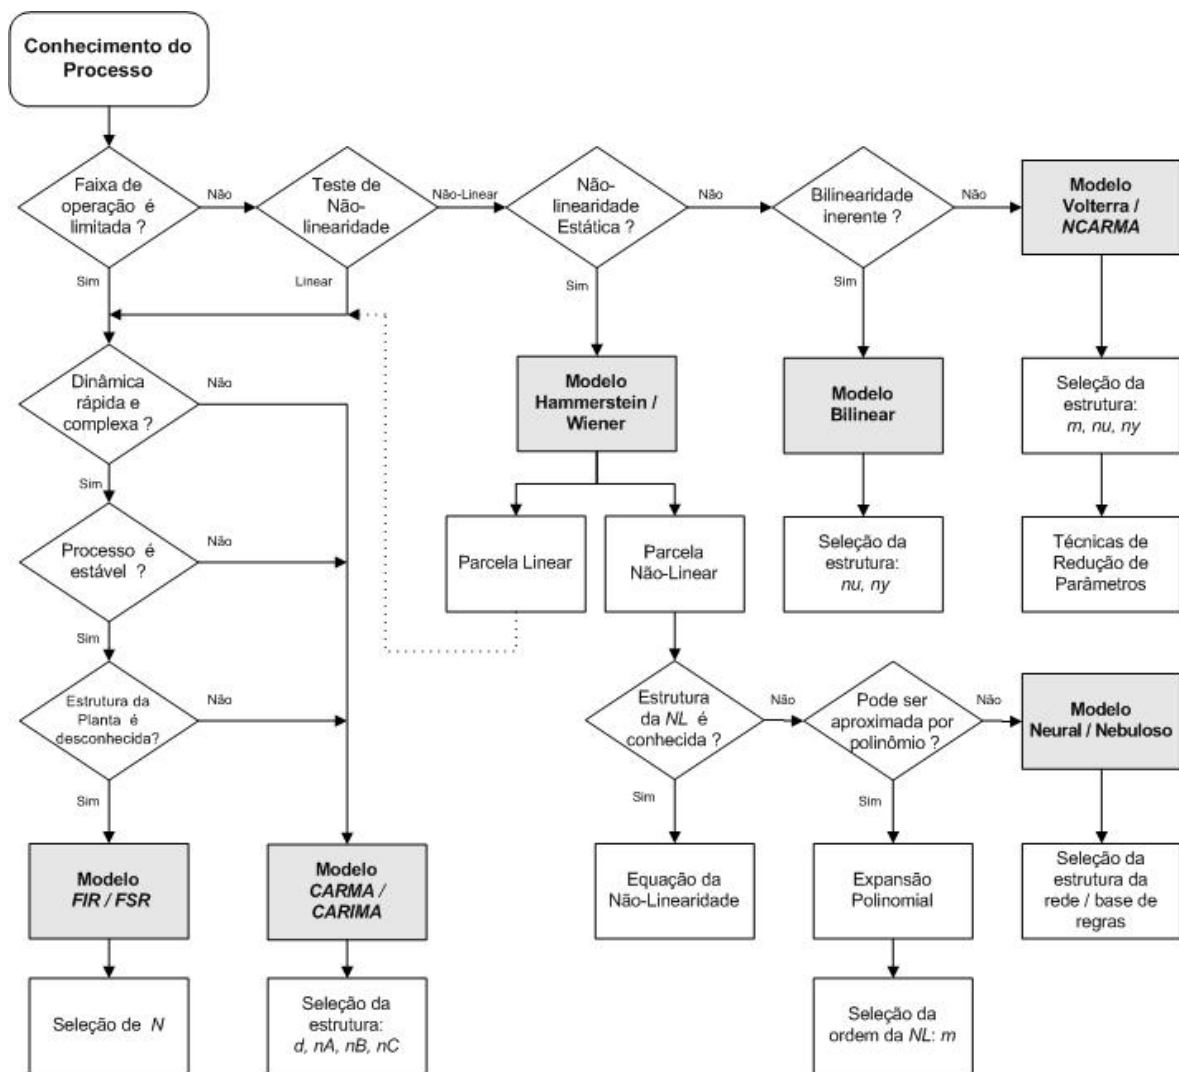 Conhecimento do
Processo
Faixa de
operação é
limitada ?
Não
Teste de
Não-
linearidade
Não-Linear
Não-
linearidade
Estática ?
Não
Bilinearidade
inerente ?
Não
Modelo
Volterra /
NCARMA
Sim
Linear
Sim
Sim
Dinâmica
rápida e
complexa ?
Não
Modelo
Hammerstein /
Wiener
Modelo
Bilinear
Seleção da
estrutura:
m, nu, ny
Sim
Processo é
estável ?
Não
Parcela Linear
Parcela
Não-Linear
Seleção da
estrutura:
nu, ny
Técnicas de
Redução de
Parâmetros
Sim
Estrutura da
Planta é
desconhecida?
Não
Estrutura
da NL é
conhecida ?
Não
Pode ser
aproximada por
polinômio ?
Não
Modelo
Neural / Nebuloso
Sim
Sim
Sim
Modelo
FIR / FSR
Modelo
CARMA /
CARIMA
Equação da
Não-Linearidade
Expansão
Polinomial
Seleção da
estrutura da
rede / base de
regras
Seleção de N
Seleção da
estrutura:
d, nA, nB, nC
Seleção da
ordem da NL: m